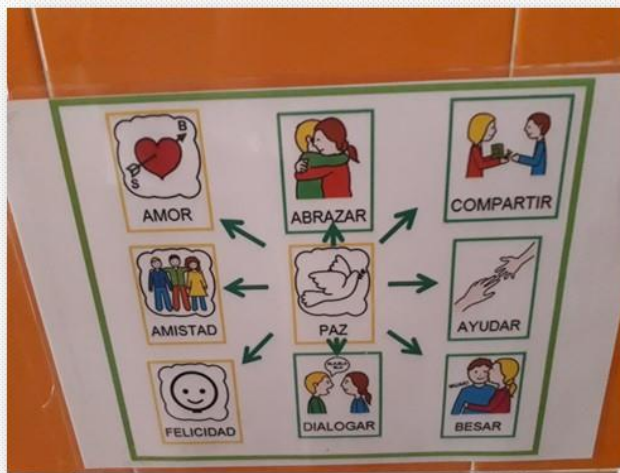 B
S
AMOR
ABRAZAR
COMPARTIR
AMISTAD
PAZ
AYUDAR
FELICIDAD
DIALOGAR
BESAR